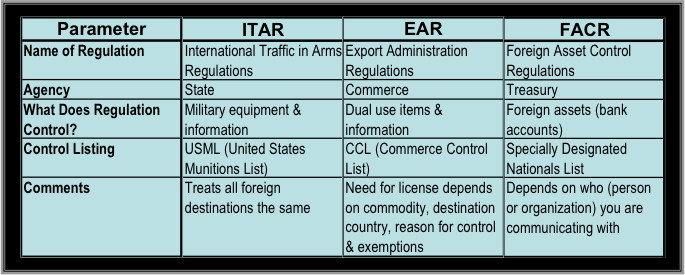 Parameter ITAR EAR FACR
Name of Regulation International Traffic in Arms Export Administration Foreign Asset Control
Regulations Regulations Regulations
Agency State Commerce Treasury
What Does Regulation Military equipment & Dual use items & Foreign assets (bank
Control? information information accounts)
Control Listing USML (United States CCL (Commerce Control Specially Designated
Munitions List) List) Nationals List
Comments Treats all foreign Need for license depends Depends on who (person
destinations the same on commodity, destination or organization) you are
country, reason for control communicating with
& exemptions